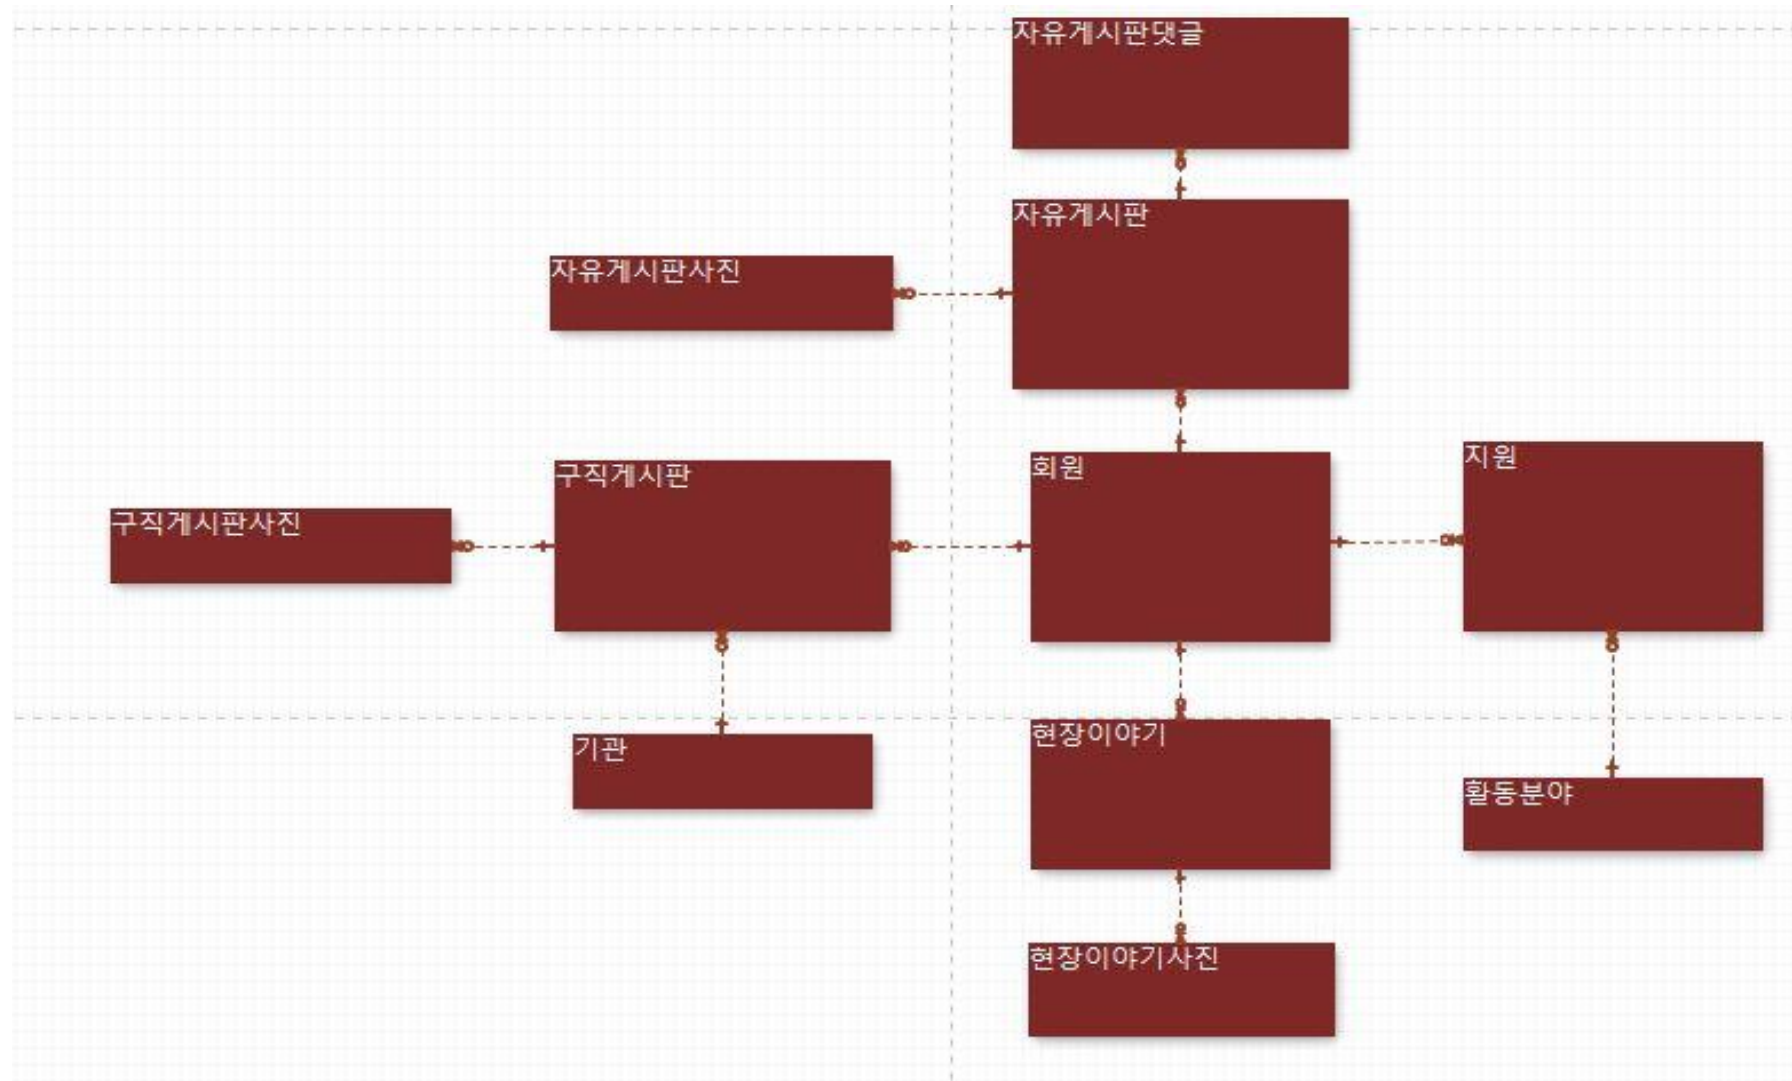 자유게시판댓글
자유게시판
자유게시판사진
회원
지원
구직게시판
구직게시판사진
현장이야기
기관
활동분야
현장이야기사진